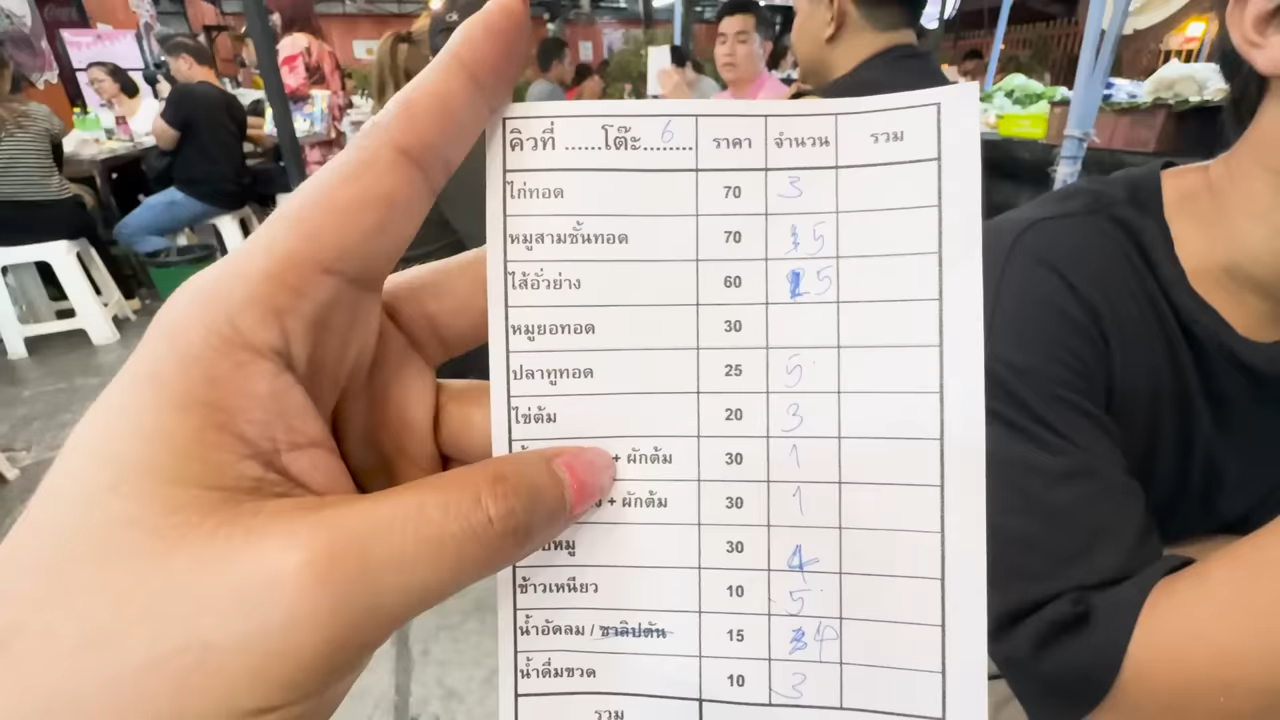 คิวที่ ......โต๊ะ........ 6 ราคา จำนวน รวม
ไก่ทอด 70 3
หมูสามชั้นทอด 70 5
ไส้อั่วย่าง 60 5
หมูยอทอด 30
ปลาทูทอด 25 5
ไข่ต้ม 20 3
+ ผักต้ม 30 1
+ ผักต้ม 30 1
หมู 30 4
ข้าวเหนียว 10 5
น้ำอัดลม / ชาลิปตัน 15 4
น้ำดื่มขวด 10 3
รวม